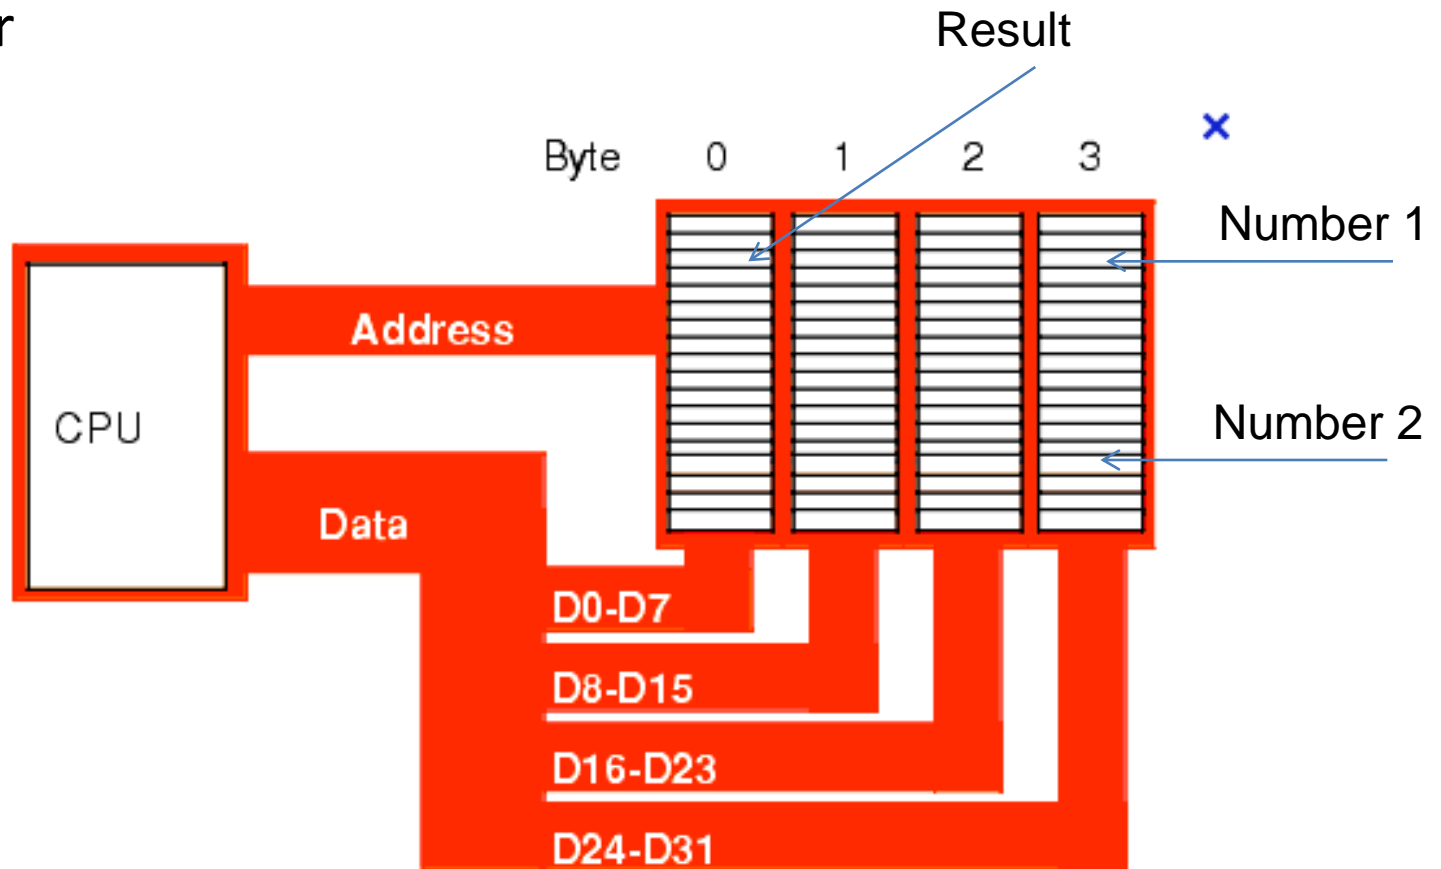 r
Result
Byte 0 1 2 3
Number 1
Address
CPU
Number 2
Data
D0-D7
D8-D15
D16-D23
D24-D31